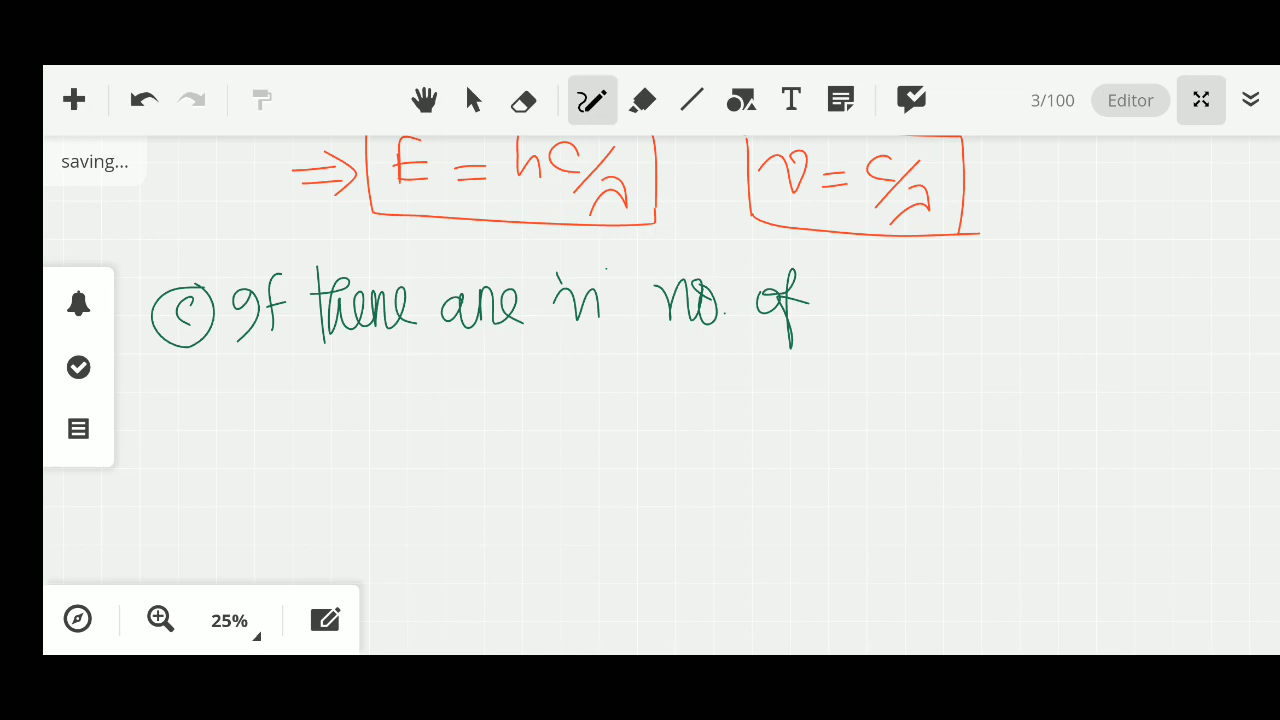 3/100 Editor
saving...
⇒ E = hc/λ ν = c/λ
(c) If there are 'n' no. of
25%